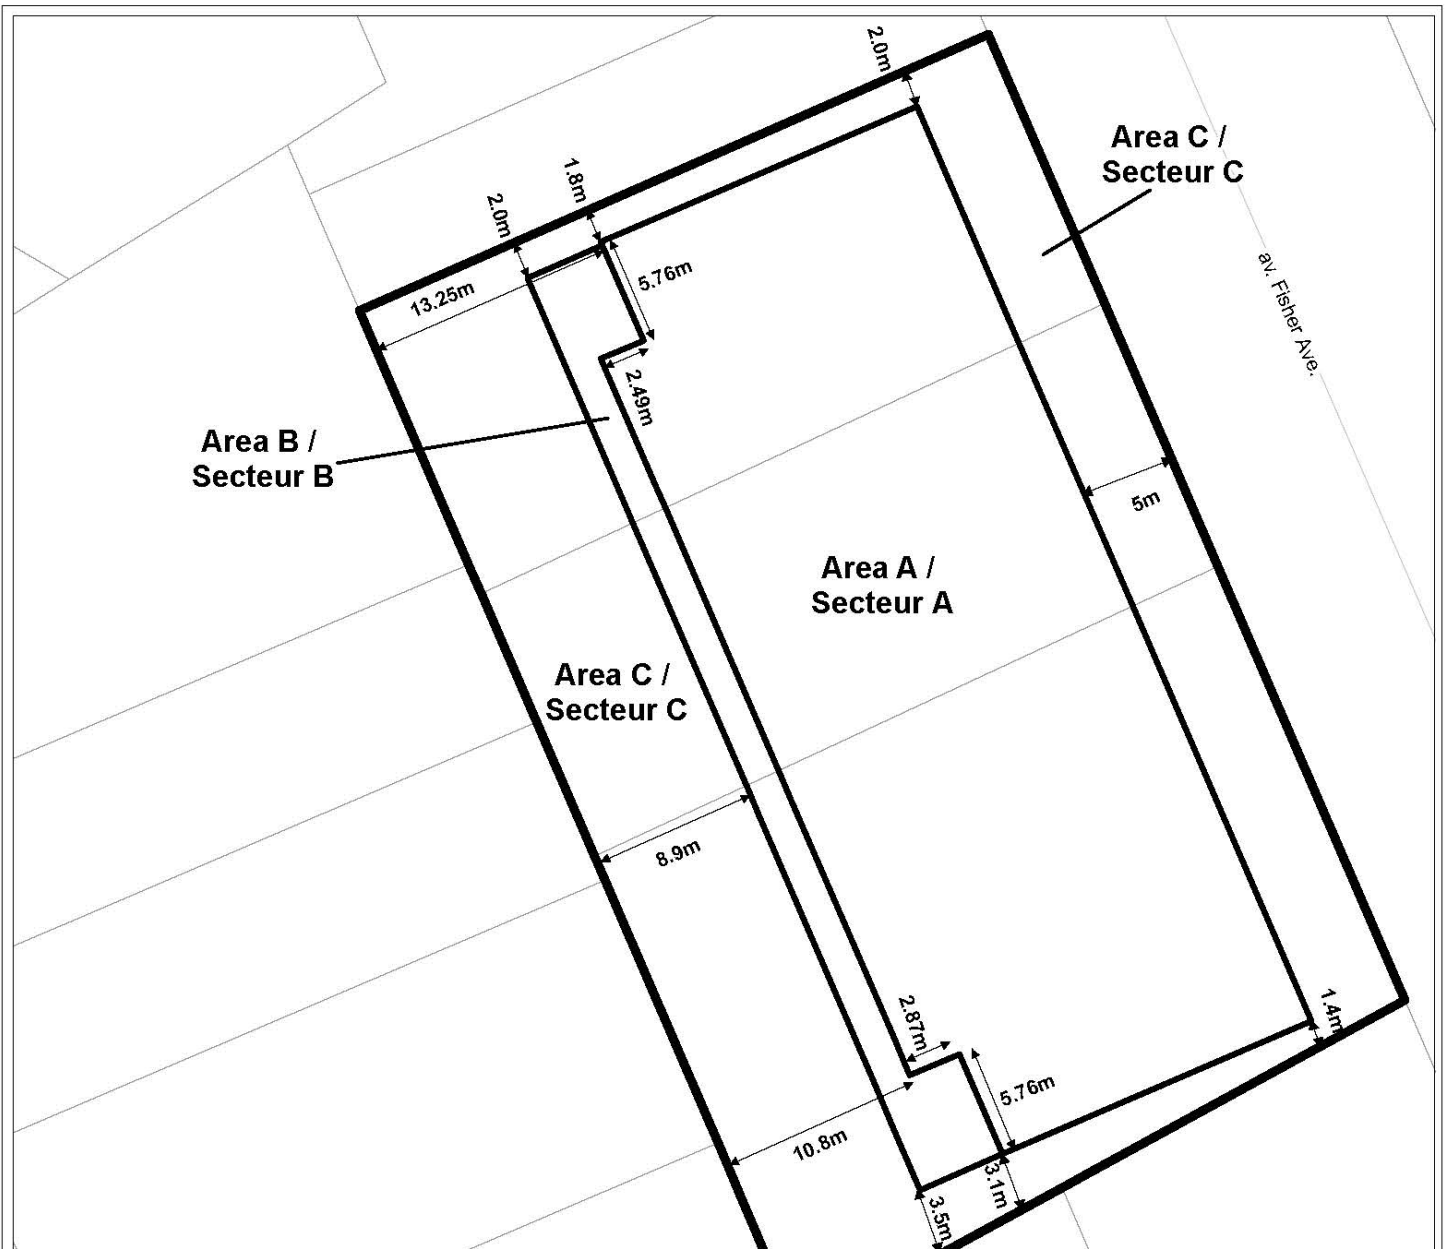 2.0m
Area C /
Secteur C
1.8m
2.0m
5.76m
13.25m
av. Fisher Ave.
2.49m
Area B /
Secteur B
5m
Area A /
Secteur A
Area C /
Secteur C
8.9m
2.87m
1.4m
5.76m
10.8m
3.1m
3.5m